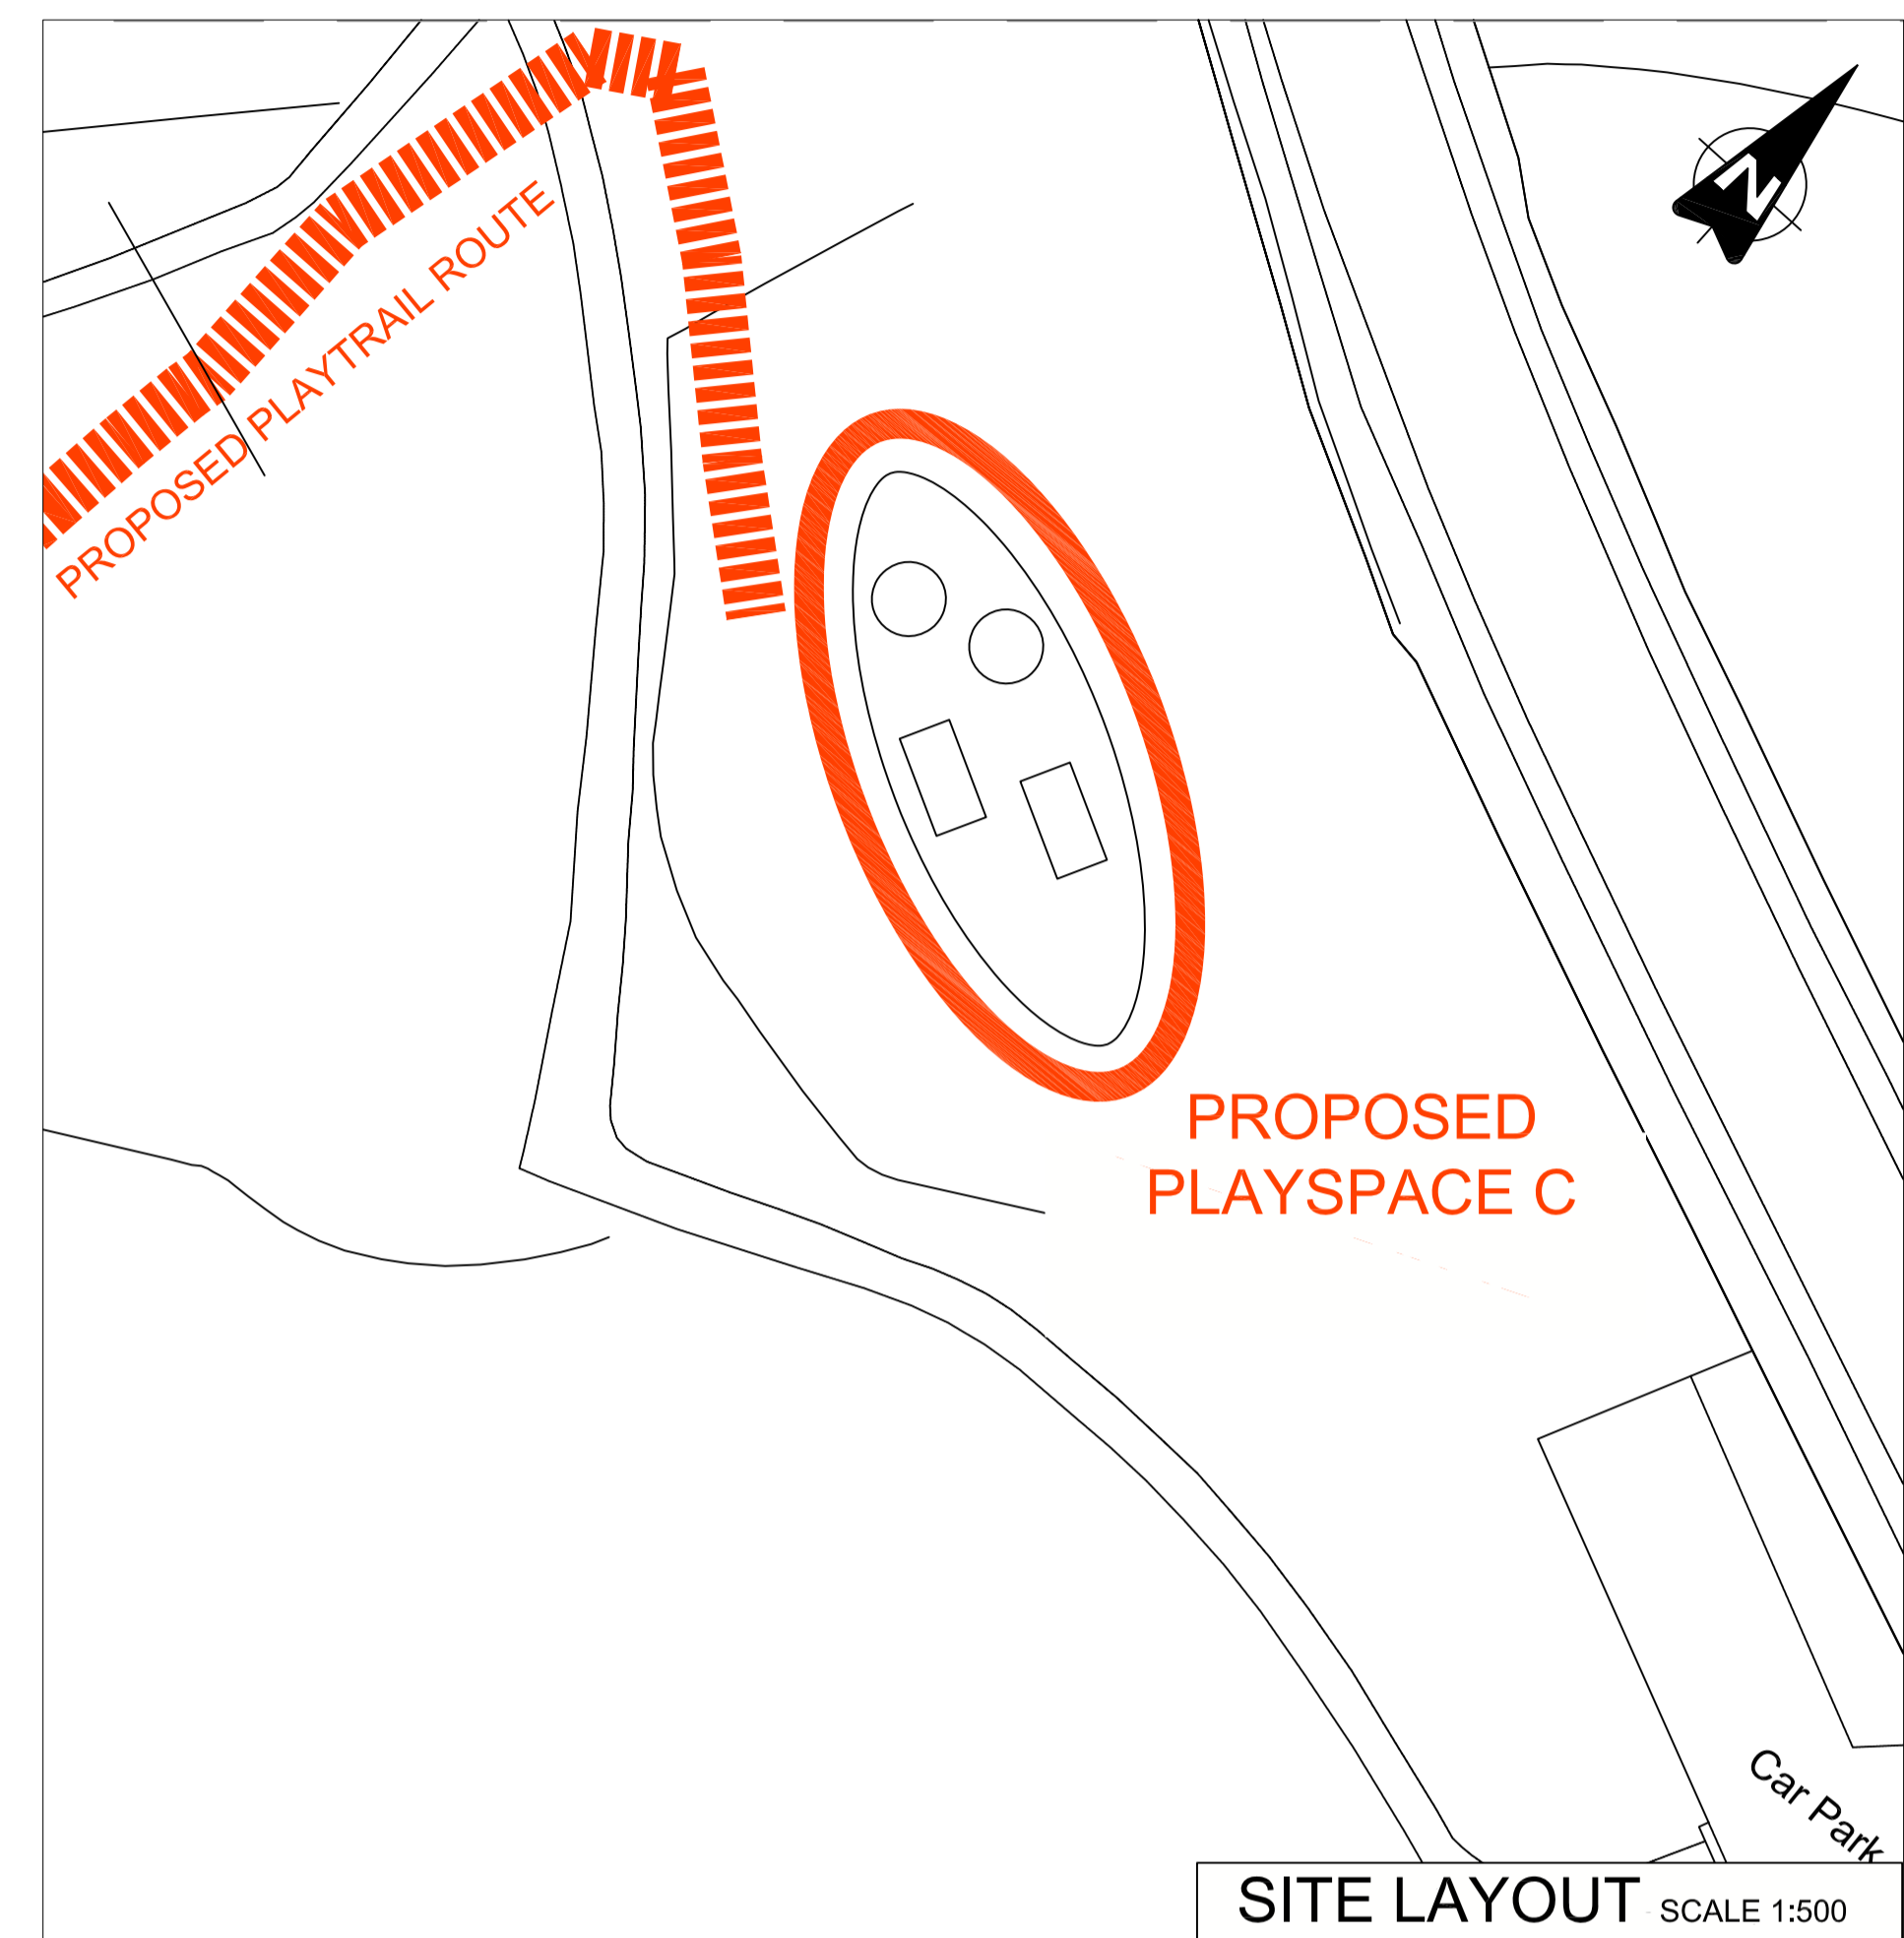 N
PROPOSED PLAYTRAIL ROUTE
PROPOSED
PLAYSPACE C
Car Park
SITE LAYOUT SCALE 1:500